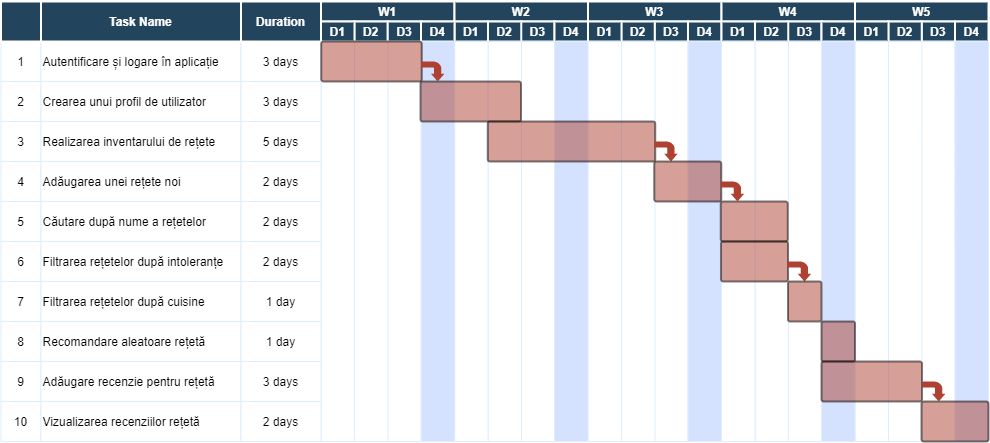 Task Name Duration W1 W2 W3 W4 W5
D1 D2 D3 D4 D1 D2 D3 D4 D1 D2 D3 D4 D1 D2 D3 D4 D1 D2 D3 D4
1 Autentificare și logare în aplicație 3 days
2 Crearea unui profil de utilizator 3 days
3 Realizarea inventarului de rețete 5 days
4 Adăugarea unei rețete noi 2 days
5 Căutare după nume a rețetelor 2 days
6 Filtrarea rețetelor după intoleranțe 2 days
7 Filtrarea rețetelor după cuisine 1 day
8 Recomandare aleatoare rețetă 1 day
9 Adăugare recenzie pentru rețetă 3 days
10 Vizualizarea recenziilor rețetă 2 days